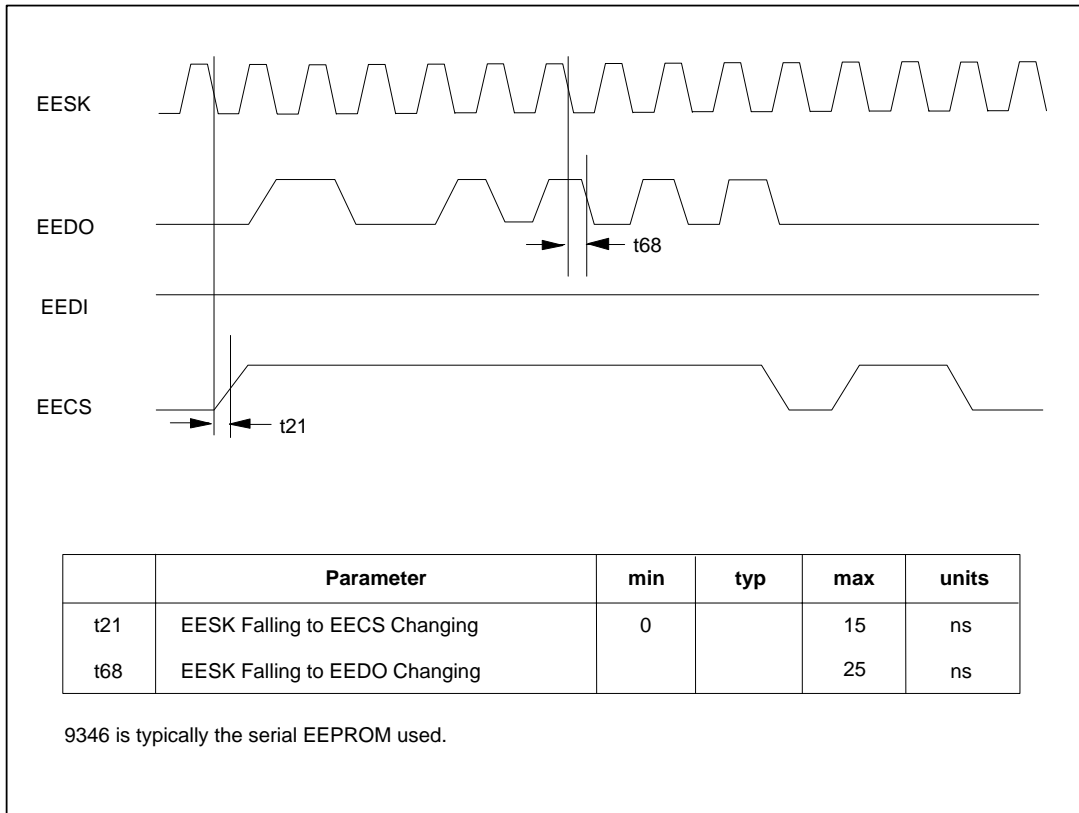 EESK
EEDO
t68
EEDI
EECS
t21
Parameter min typ max units
t21 EESK Falling to EECS Changing 0 15 ns
t68 EESK Falling to EEDO Changing 25 ns
9346 is typically the serial EEPROM used.